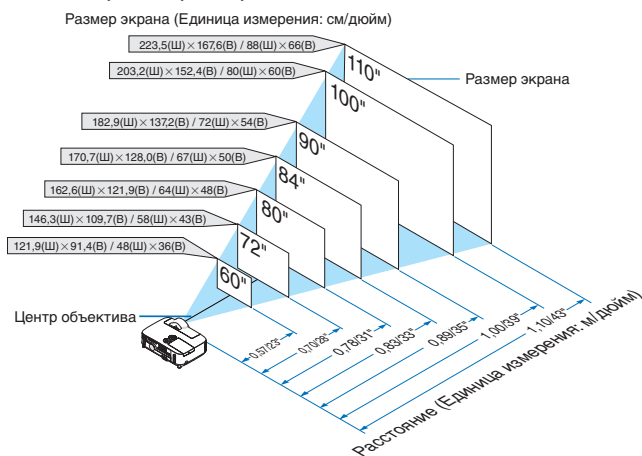 Размер экрана (Единица измерения: см/дюйм)
223,5(Ш)×167,6(В) / 88(Ш)×66(В)
110"
203,2(Ш)×152,4(В) / 80(Ш)×60(В)
Размер экрана
100"
182,9(Ш)×137,2(В) / 72(Ш)×54(В)
90"
170,7(Ш)×128,0(В) / 67(Ш)×50(В)
84"
162,6(Ш)×121,9(В) / 64(Ш)×48(В)
80"
146,3(Ш)×109,7(В) / 58(Ш)×43(В)
72"
121,9(Ш)×91,4(В) / 48(Ш)×36(В)
60"
Центр объектива
0,57/23"
0,70/28"
0,78/31"
0,83/33"
0,89/35"
1,00/39"
1,10/43"
Расстояние (Единица измерения: м/дюйм)